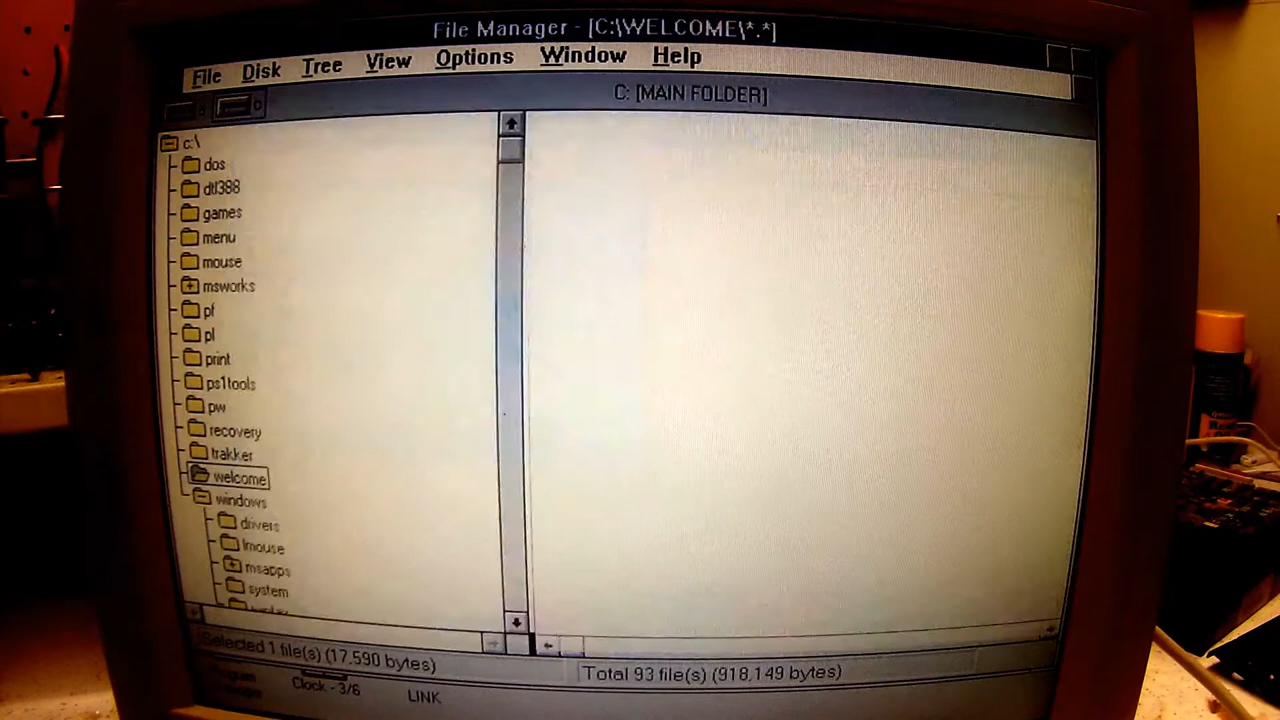 File Manager - [C:\WELCOME\*.*]
File Disk Tree View Options Window Help
C: [MAIN FOLDER]
c:\
dos
dtl388
games
menu
mouse
msworks
pf
pl
print
ps1tools
pw
recovery
trakker
welcome
windows
drivers
lmouse
msapps
system
Selected 1 file(s) (17,590 bytes)
Total 93 file(s) (918,149 bytes)
Clock - 3/6
LINK